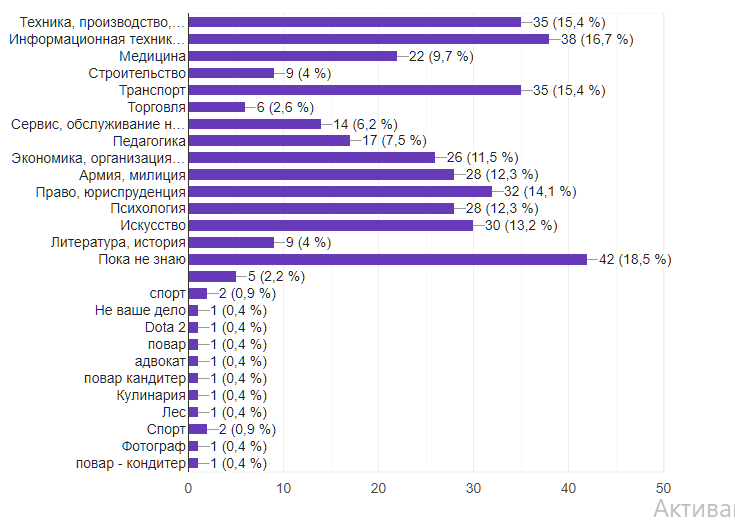 Техника, производство,… 35 (15,4 %)
Информационная техник… 38 (16,7 %)
Медицина 22 (9,7 %)
Строительство 9 (4 %)
Транспорт 35 (15,4 %)
Торговля 6 (2,6 %)
Сервис, обслуживание н… 14 (6,2 %)
Педагогика 17 (7,5 %)
Экономика, организация… 26 (11,5 %)
Армия, милиция 28 (12,3 %)
Право, юриспруденция 32 (14,1 %)
Психология 28 (12,3 %)
Искусство 30 (13,2 %)
Литература, история 9 (4 %)
Пока не знаю 42 (18,5 %)
5 (2,2 %)
спорт 2 (0,9 %)
Не ваше дело 1 (0,4 %)
Dota 2 1 (0,4 %)
повар 1 (0,4 %)
адвокат 1 (0,4 %)
повар кандитер 1 (0,4 %)
Кулинария 1 (0,4 %)
Лес 1 (0,4 %)
Спорт 2 (0,9 %)
Фотограф 1 (0,4 %)
повар - кондитер 1 (0,4 %)
0 10 20 30 40 50
Актива